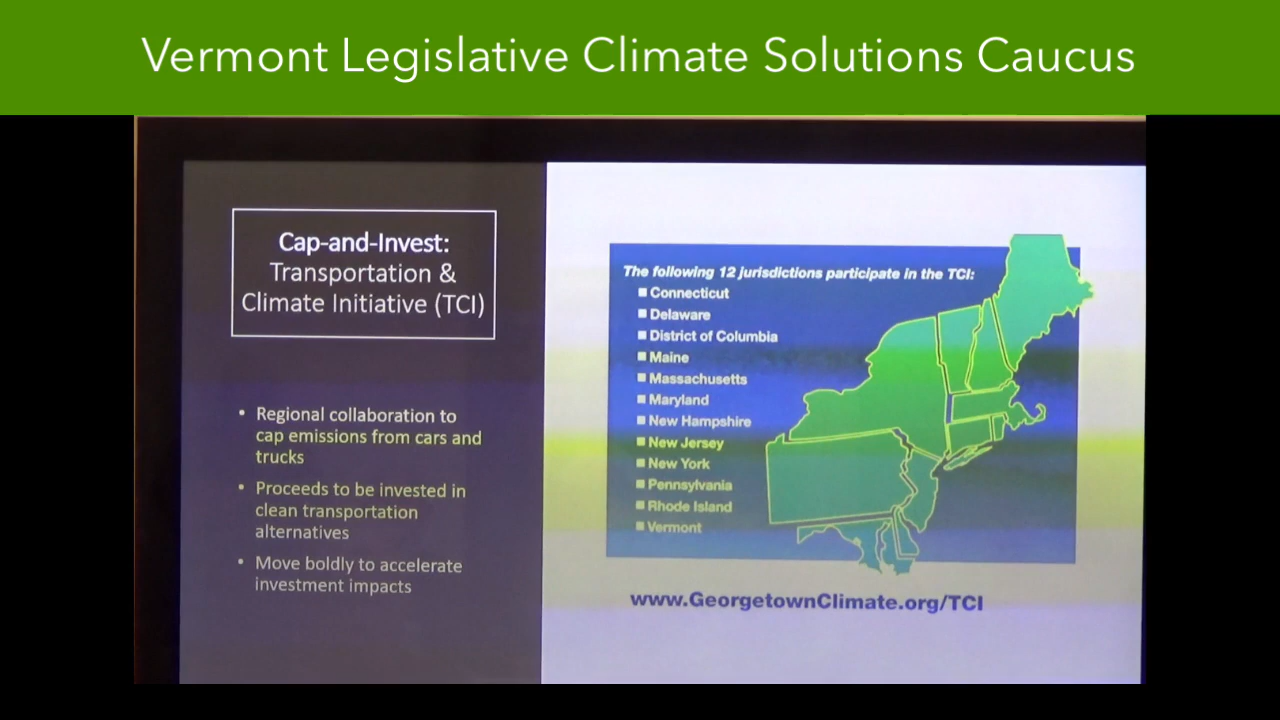 Vermont Legislative Climate Solutions Caucus
Cap-and-Invest:
Transportation &
Climate Initiative (TCI)
• Regional collaboration to
cap emissions from cars and
trucks
• Proceeds to be invested in
clean transportation
alternatives
• Move boldly to accelerate
investment impacts
The following 12 jurisdictions participate in the TCI:
■ Connecticut
■ Delaware
■ District of Columbia
■ Maine
■ Massachusetts
■ Maryland
■ New Hampshire
■ New Jersey
■ New York
■ Pennsylvania
■ Rhode Island
■ Vermont
www.GeorgetownClimate.org/TCI